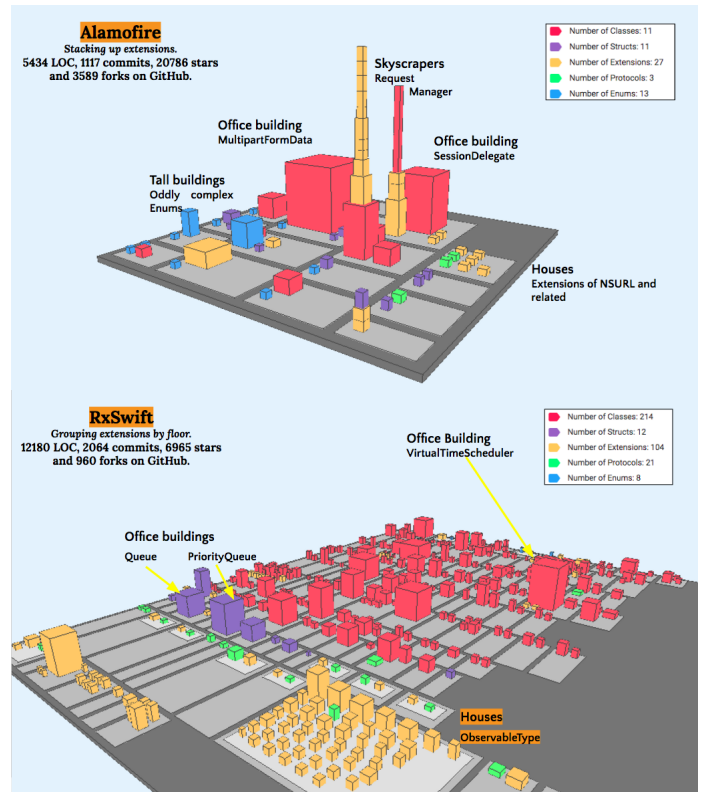 Alamofire
Stacking up extensions.
5434 LOC, 1117 commits, 20786 stars
and 3589 forks on GitHub.
Number of Classes: 11
Number of Structs: 11
Number of Extensions: 27
Number of Protocols: 3
Number of Enums: 13
Skyscrapers
Request
Manager
Office building
MultipartFormData
Office building
SessionDelegate
Tall buildings
Oddly complex
Enums
Houses
Extensions of NSURL and
related
RxSwift
Grouping extensions by floor.
12180 LOC, 2064 commits, 6965 stars
and 960 forks on GitHub.
Number of Classes: 214
Number of Structs: 12
Number of Extensions: 104
Number of Protocols: 21
Number of Enums: 8
Office Building
VirtualTimeScheduler
Office buildings
Queue PriorityQueue
Houses
ObservableType